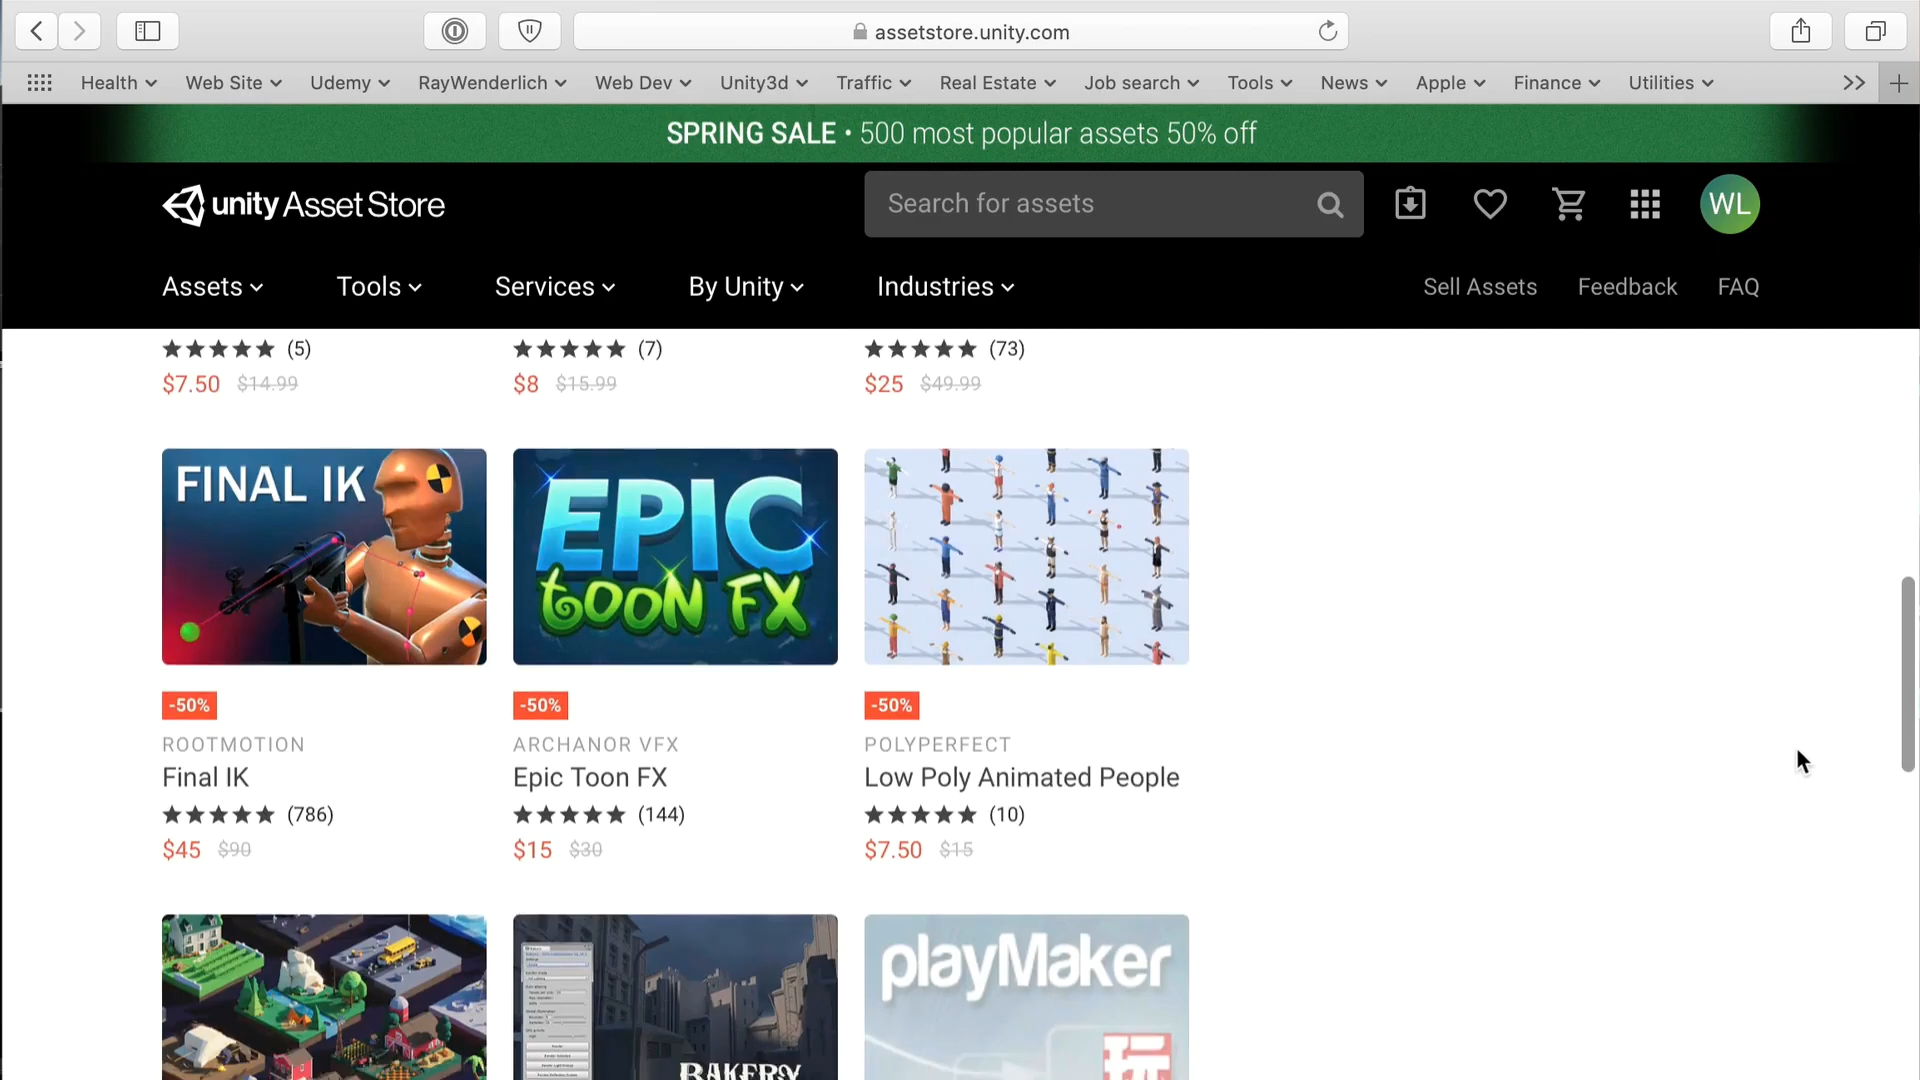 assetstore.unity.com
Health
Web Site
Udemy
RayWenderlich
Web Dev
Unity3d
Traffic
Real Estate
Job search
Tools
News
Apple
Finance
Utilities
SPRING SALE • 500 most popular assets 50% off
unity Asset Store
Search for assets
WL
Assets
Tools
Services
By Unity
Industries
Sell Assets
Feedback
FAQ
(5)
(7)
(73)
$7.50 $14.99
$8 $15.99
$25 $49.99
FINAL IK
EPIC
TOON FX
-50%
-50%
-50%
ROOTMOTION
ARCHANOR VFX
POLYPERFECT
Final IK
Epic Toon FX
Low Poly Animated People
(786)
(144)
(10)
$45 $90
$15 $30
$7.50 $15
playMaker
BAKERY
玩